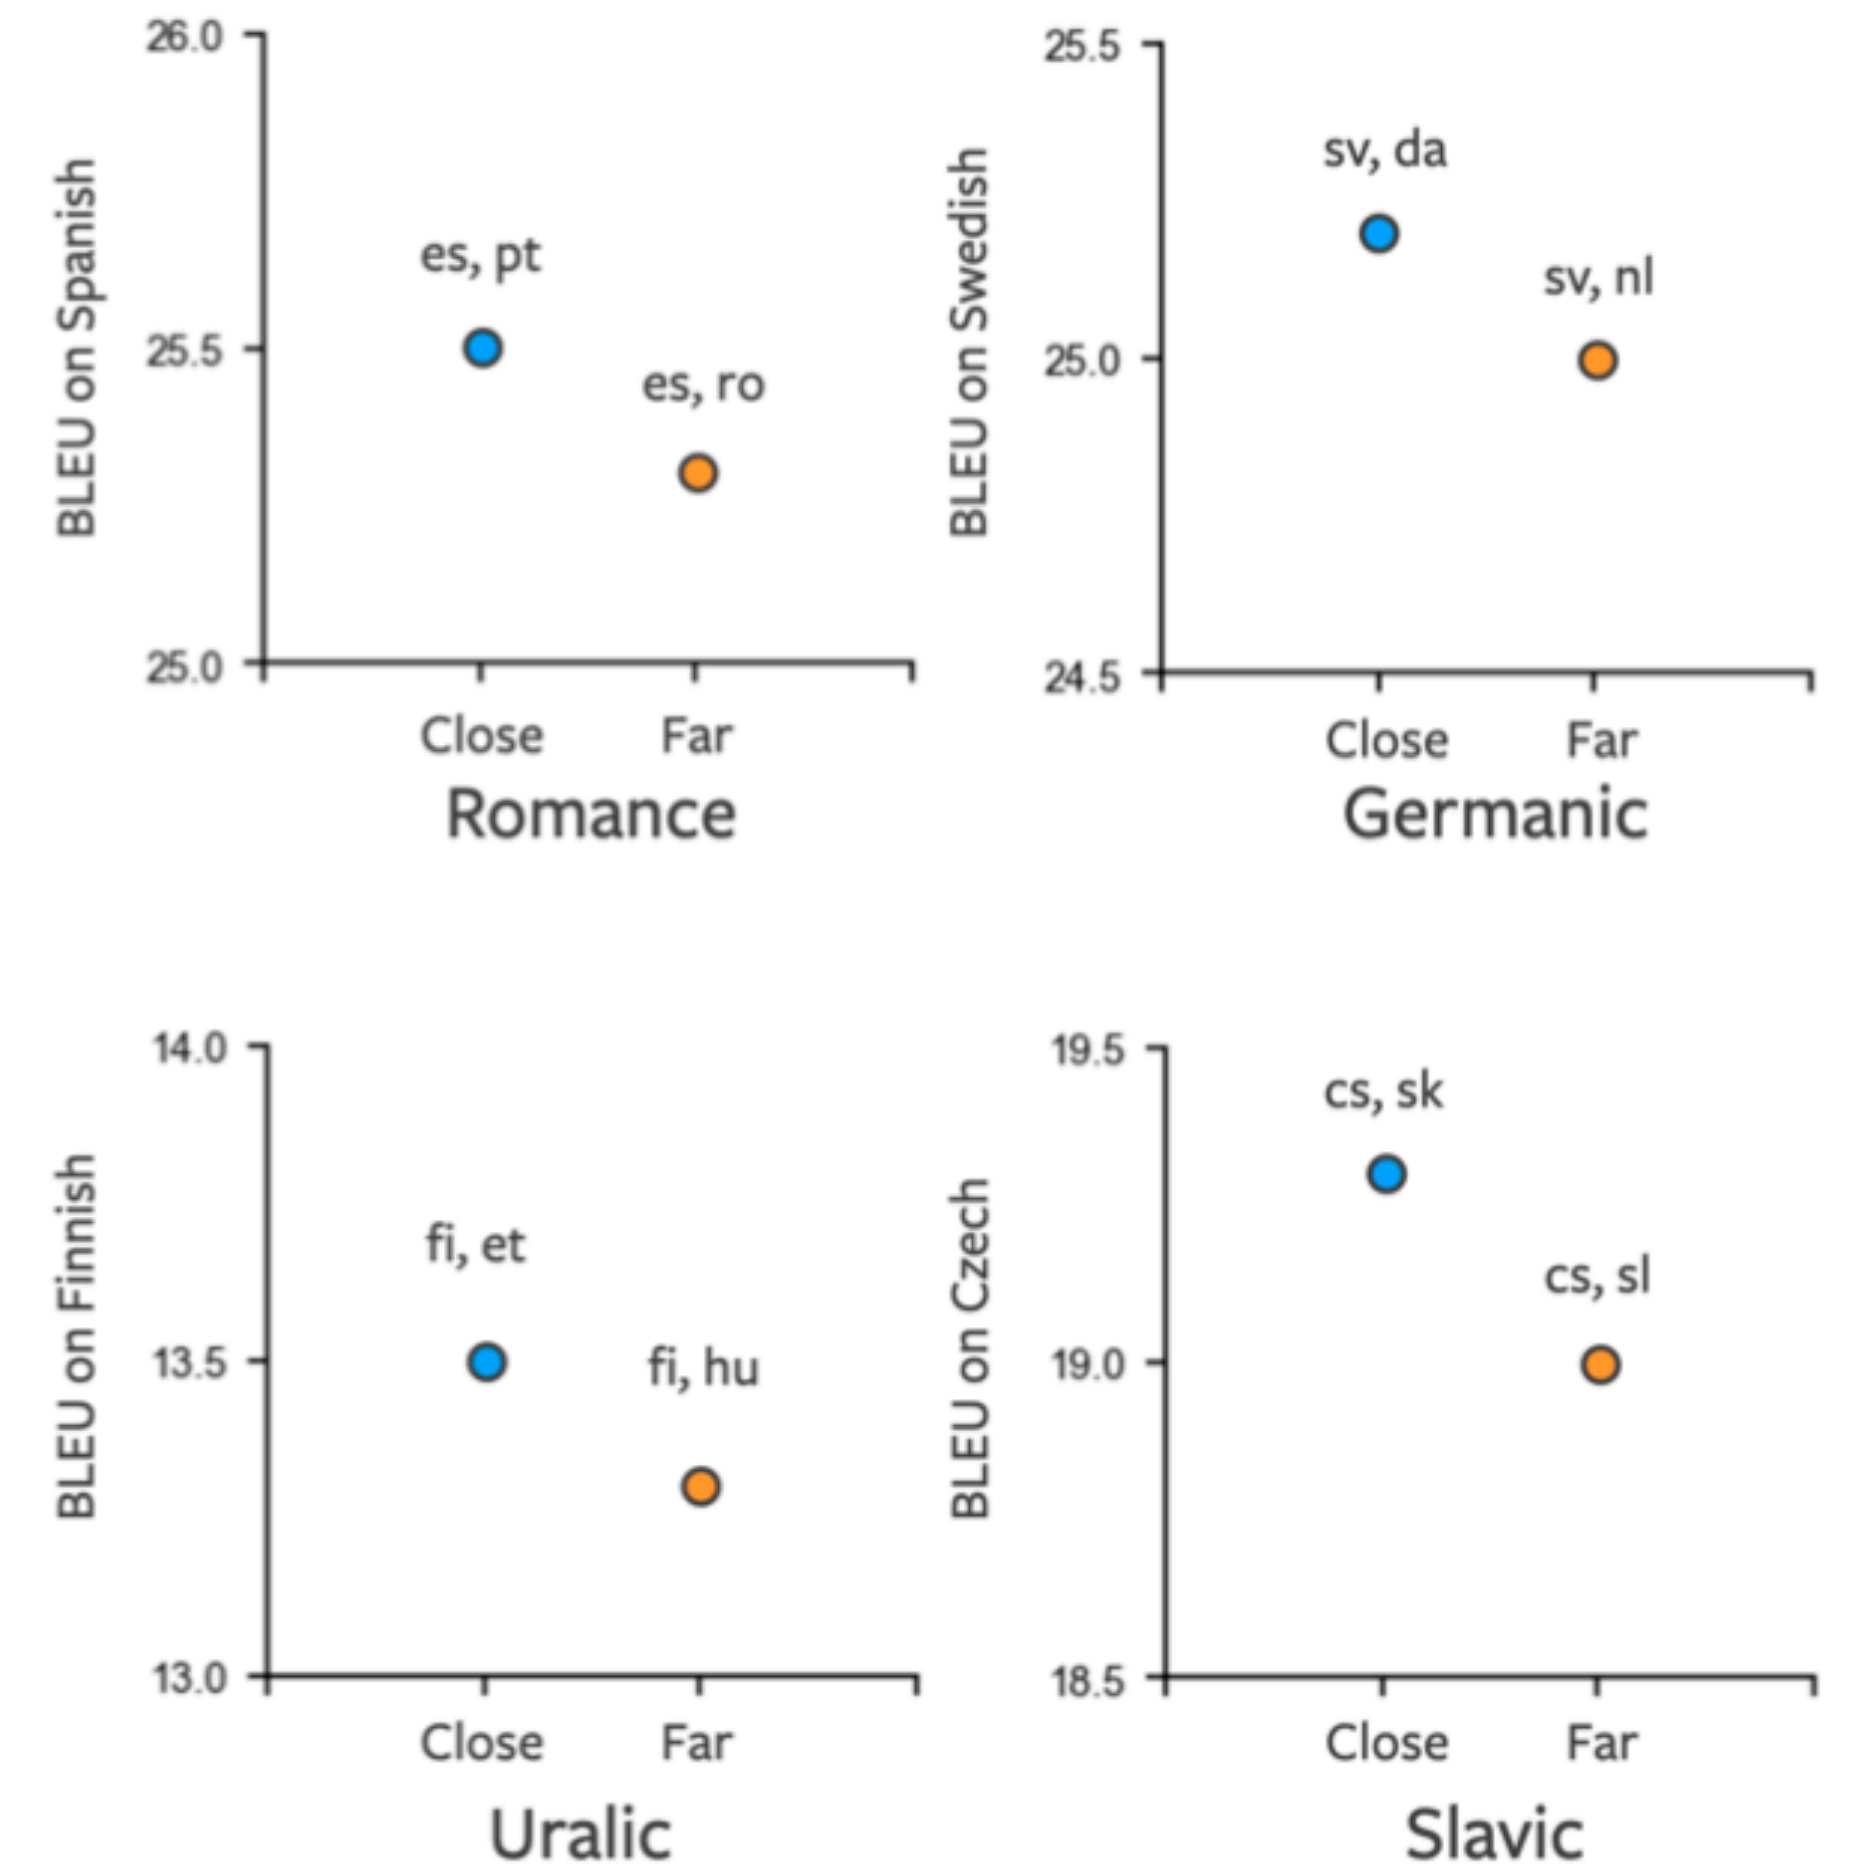 26.0
25.5
25.0
BLEU on Spanish
es, pt
es, ro
Close
Far
Romance
25.5
25.0
24.5
BLEU on Swedish
sv, da
sv, nl
Close
Far
Germanic
14.0
13.5
13.0
BLEU on Finnish
fi, et
fi, hu
Close
Far
Uralic
19.5
19.0
18.5
BLEU on Czech
cs, sk
cs, sl
Close
Far
Slavic